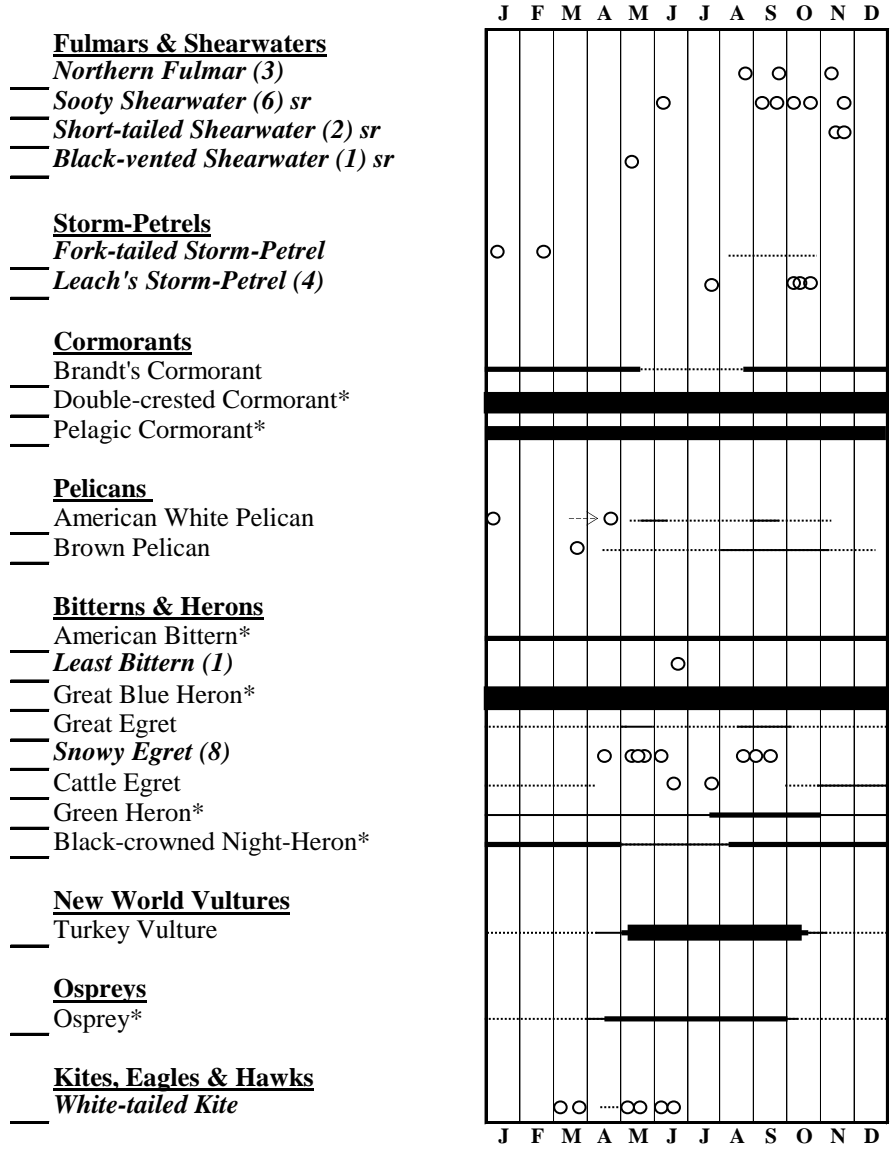 J F M A M J J A S O N D
Fulmars & Shearwaters
Northern Fulmar (3)
Sooty Shearwater (6) sr
Short-tailed Shearwater (2) sr
Black-vented Shearwater (1) sr
Storm-Petrels
Fork-tailed Storm-Petrel
Leach's Storm-Petrel (4)
Cormorants
Brandt's Cormorant
Double-crested Cormorant*
Pelagic Cormorant*
Pelicans
American White Pelican
Brown Pelican
Bitterns & Herons
American Bittern*
Least Bittern (1)
Great Blue Heron*
Great Egret
Snowy Egret (8)
Cattle Egret
Green Heron*
Black-crowned Night-Heron*
New World Vultures
Turkey Vulture
Ospreys
Osprey*
Kites, Eagles & Hawks
White-tailed Kite
J F M A M J J A S O N D